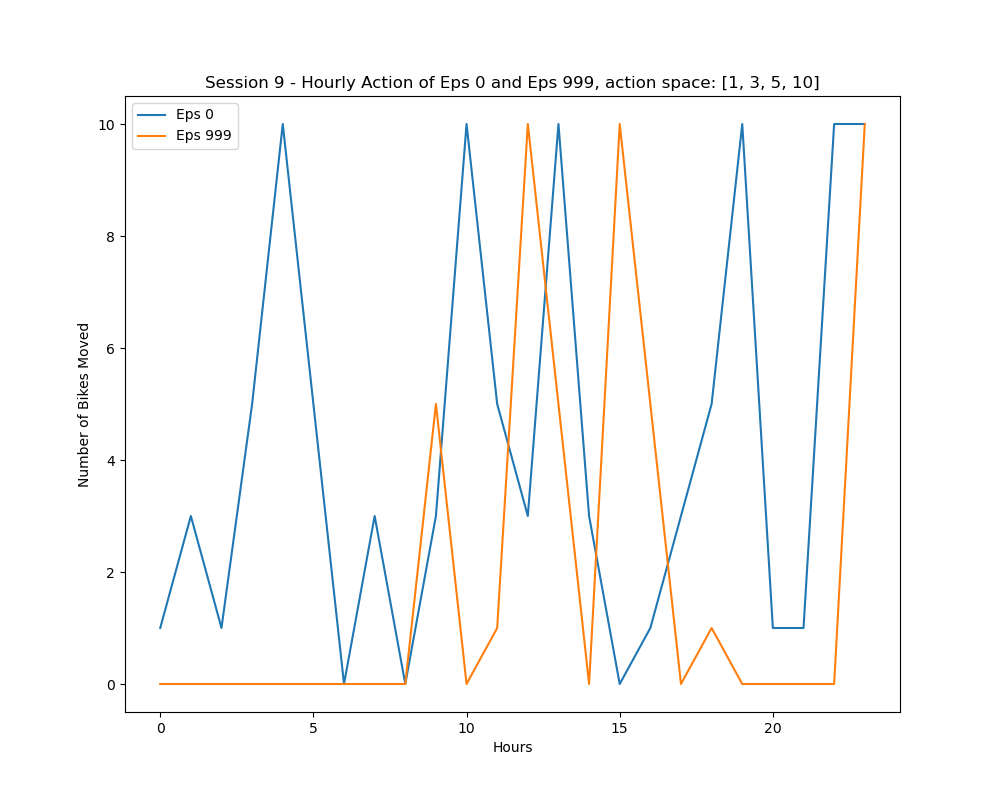 Session 9 - Hourly Action of Eps 0 and Eps 999, action space: [1, 3, 5, 10]
Eps 0
Eps 999
10
8
6
4
2
0
Number of Bikes Moved
0 5 10 15 20
Hours